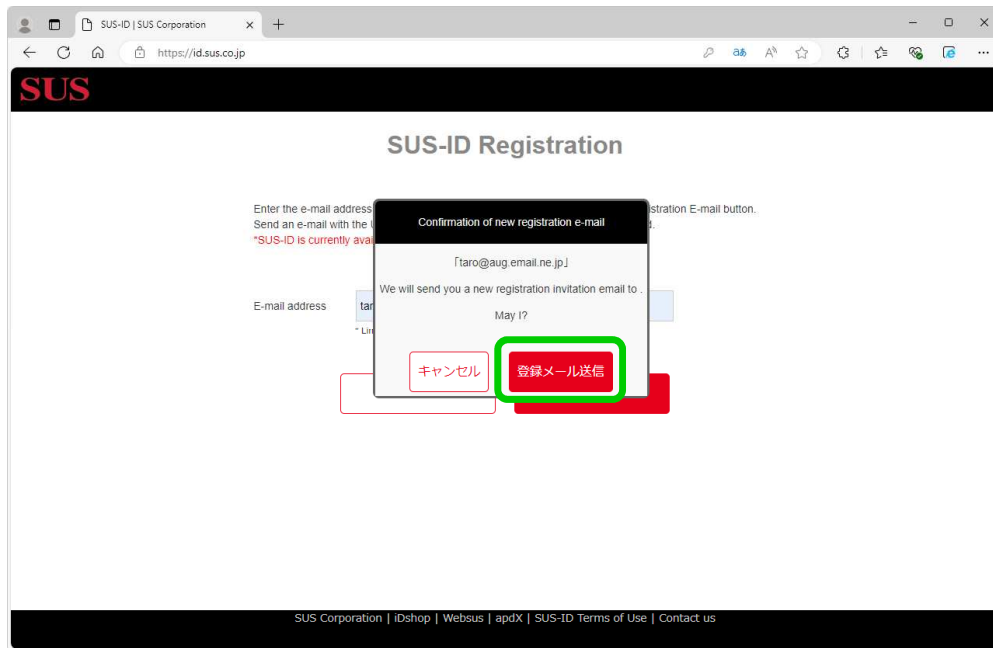 SUS-ID | SUS Corporation
https://id.sus.co.jp
SUS
SUS-ID Registration
Enter the e-mail address
stration E-mail button.
Send an e-mail with the
*SUS-ID is currently avai
Confirmation of new registration e-mail
「taro@aug.email.ne.jp」
We will send you a new registration invitation email to .
May I?
E-mail address
tar
* Lin
キャンセル
登録メール送信
SUS Corporation | iDshop | Websus | apdX | SUS-ID Terms of Use | Contact us